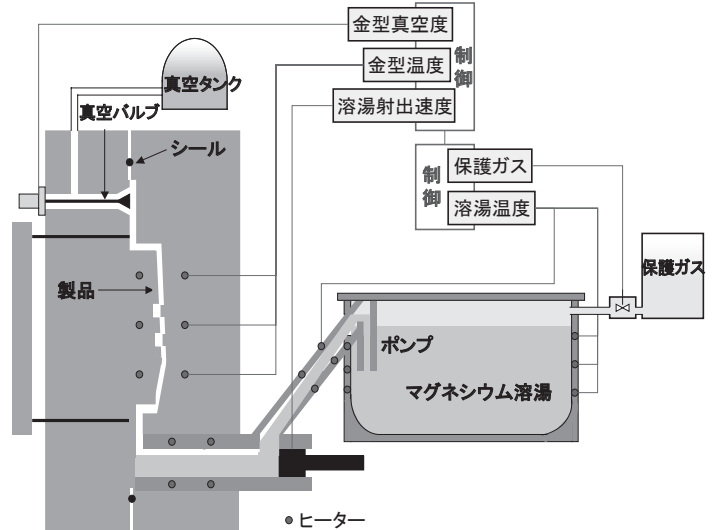 金型真空度
金型温度
溶湯射出速度
制御
真空タンク
真空バルブ
シール
保護ガス
溶湯温度
制御
保護ガス
製品
ポンプ
マグネシウム溶湯
ヒーター